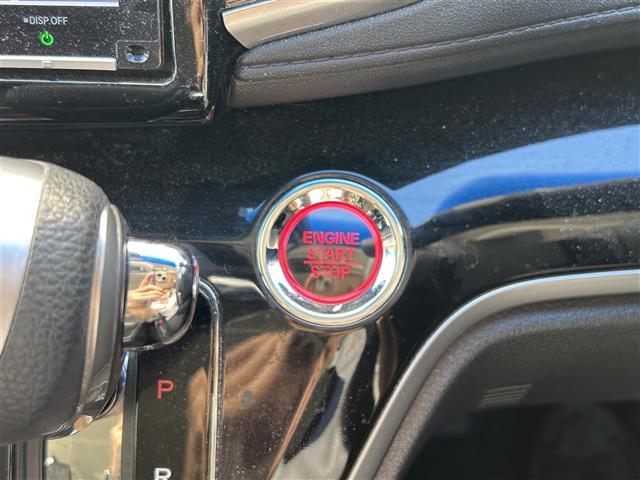 DISP.OFF
ENGINE
START
STOP
P
R